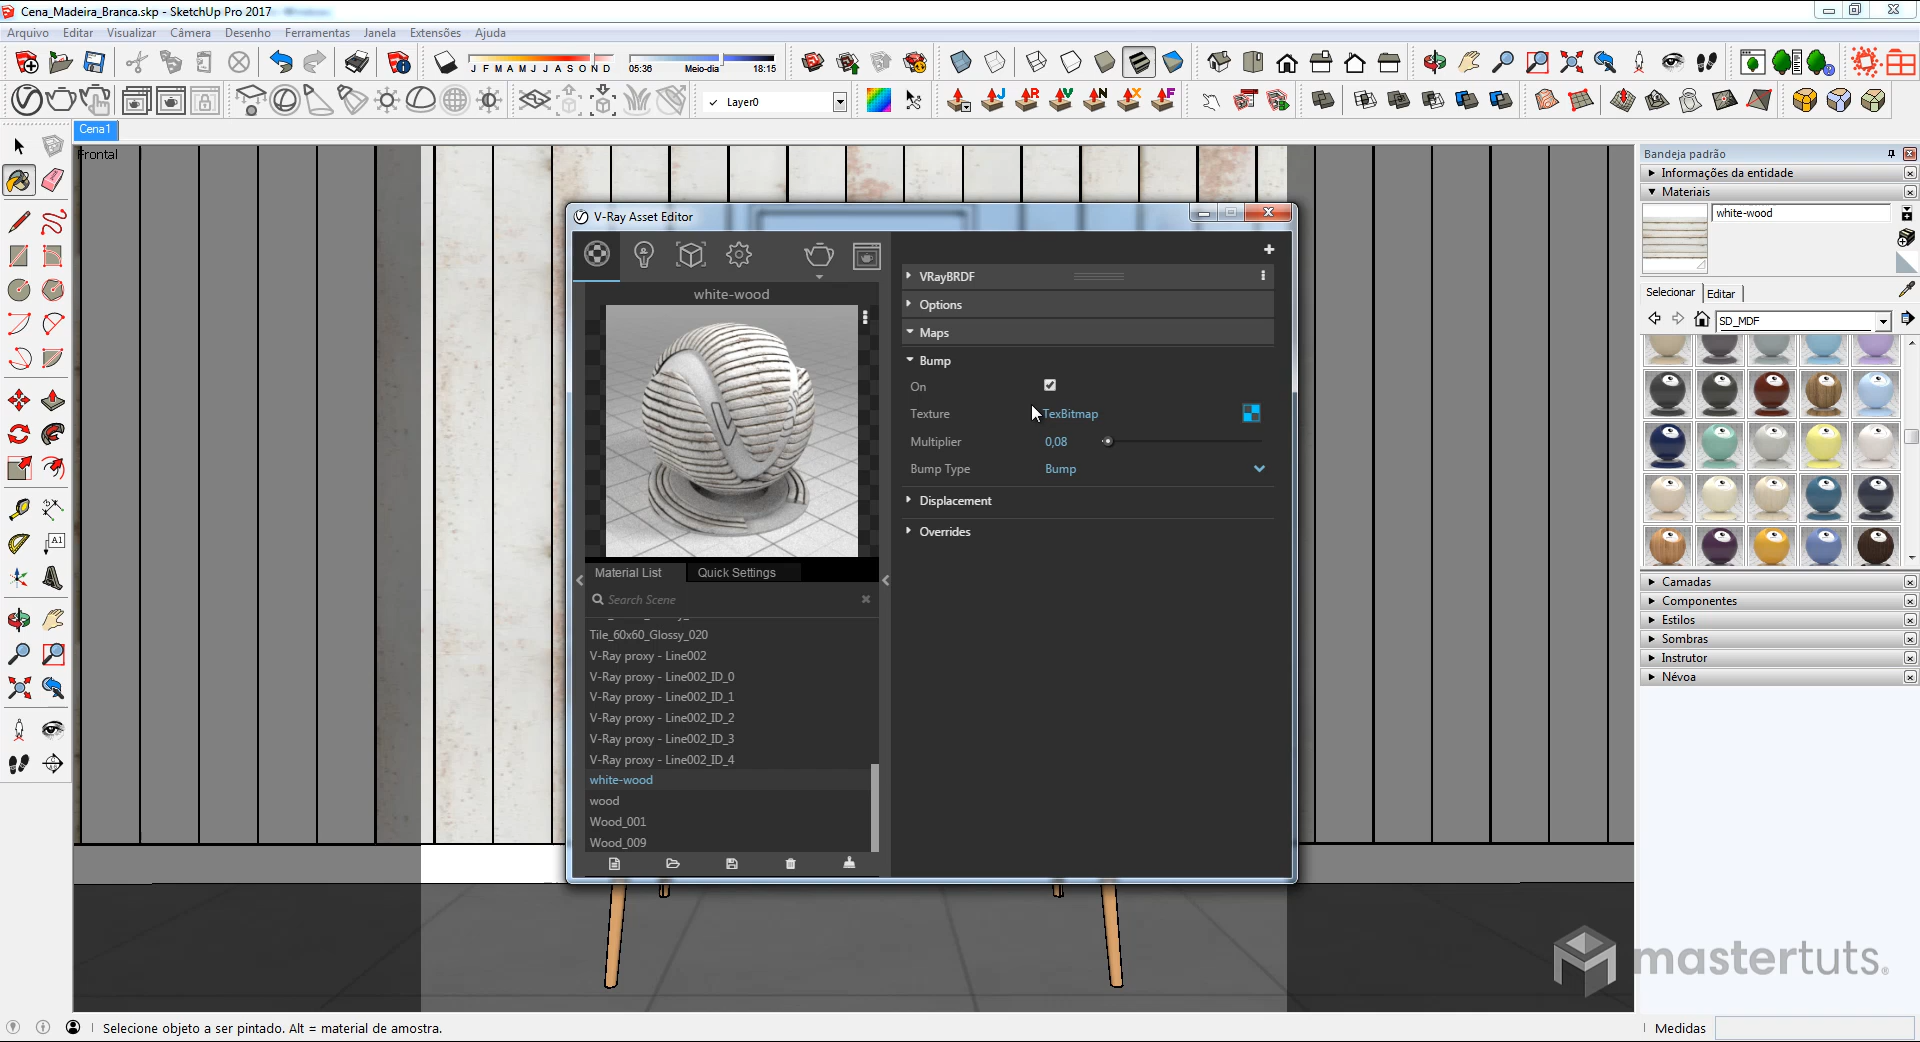 Cena_Madeira_Branca.skp - SketchUp Pro 2017
Arquivo Editar Visualizar Câmera Desenho Ferramentas Janela Extensões Ajuda
J F M A M J J A S O N D
05:36 Meio-dia 18:15
Layer0
J R V N X F
Cena1
Frontal
A1
V-Ray Asset Editor
white-wood
VRayBRDF
Options
Maps
Bump
On
Texture TexBitmap
Multiplier 0,08
Bump Type Bump
Displacement
Overrides
Material List Quick Settings
Search Scene
Tile_60x60_Glossy_020
V-Ray proxy - Line002
V-Ray proxy - Line002_ID_0
V-Ray proxy - Line002_ID_1
V-Ray proxy - Line002_ID_2
V-Ray proxy - Line002_ID_3
V-Ray proxy - Line002_ID_4
white-wood
wood
Wood_001
Wood_009
Bandeja padrão
Informações da entidade
Materiais
white-wood
Selecionar Editar
SD_MDF
Camadas
Componentes
Estilos
Sombras
Instrutor
Névoa
mastertuts.
Selecione objeto a ser pintado. Alt = material de amostra.
Medidas